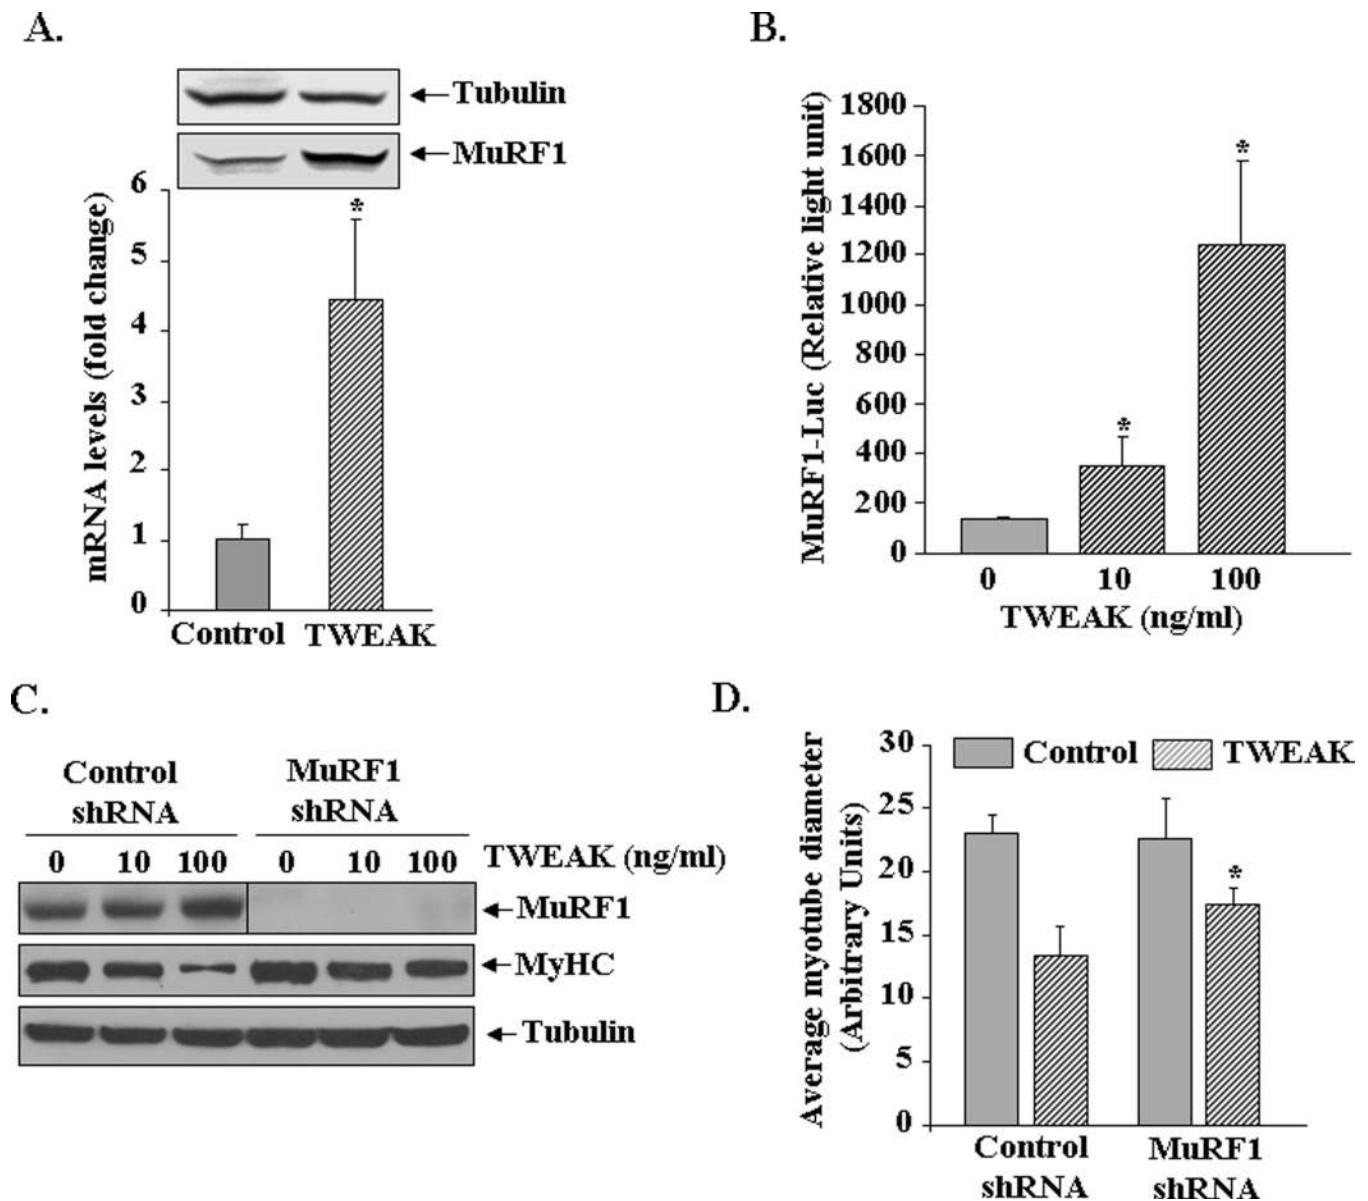 A.
Tubulin
MuRF1
mRNA levels (fold change)
6
5
4
3
2
1
0
*
Control TWEAK
B.
MuRF1-Luc (Relative light unit)
1800
1600
1400
1200
1000
800
600
400
200
0
*
*
0 10 100
TWEAK (ng/ml)
C.
Control shRNA
MuRF1 shRNA
0 10 100 0 10 100 TWEAK (ng/ml)
MuRF1
MyHC
Tubulin
D.
Average myotube diameter
(Arbitrary Units)
30
25
20
15
10
5
0
Control TWEAK
*
Control shRNA
MuRF1 shRNA